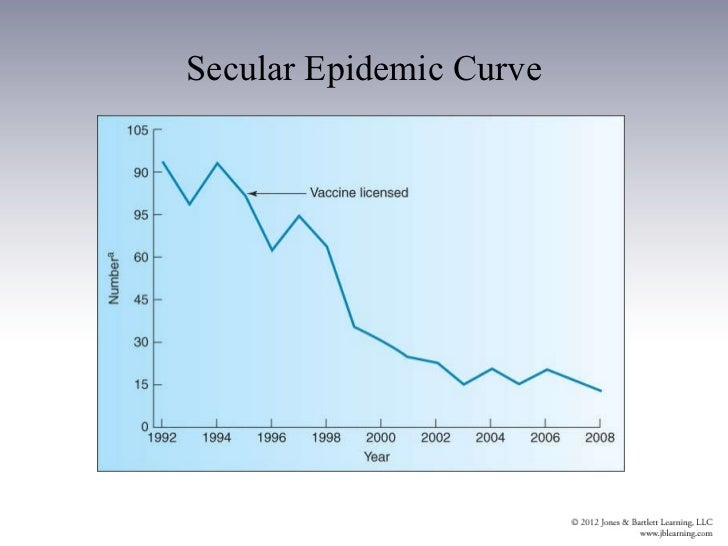 Secular Epidemic Curve
105
90
95
60
45
30
15
0
Numberᵃ
Vaccine licensed
1992 1994 1996 1998 2000 2002 2004 2006 2008
Year
© 2012 Jones & Bartlett Learning, LLC
www.jblearning.com